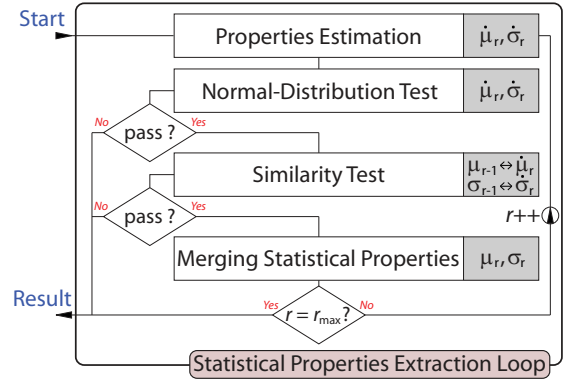 Start
Properties Estimation
μ̇r, σ̇r
Normal-Distribution Test
μ̇r, σ̇r
No
pass ?
Yes
Similarity Test
μr-1 ⇔ μ̇r
σr-1 ⇔ σ̇r
No
pass ?
Yes
r++
Merging Statistical Properties
μr, σr
Result
Yes
r = rmax?
No
Statistical Properties Extraction Loop